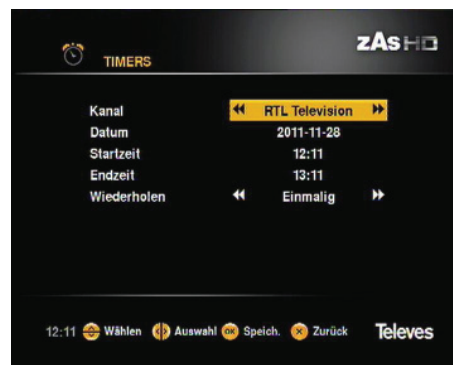 zAs HD
TIMERS
Kanal RTL Television
Datum 2011-11-28
Startzeit 12:11
Endzeit 13:11
Wiederholen Einmalig
12:11 Wählen Auswahl OK Speich. Zurück Televes